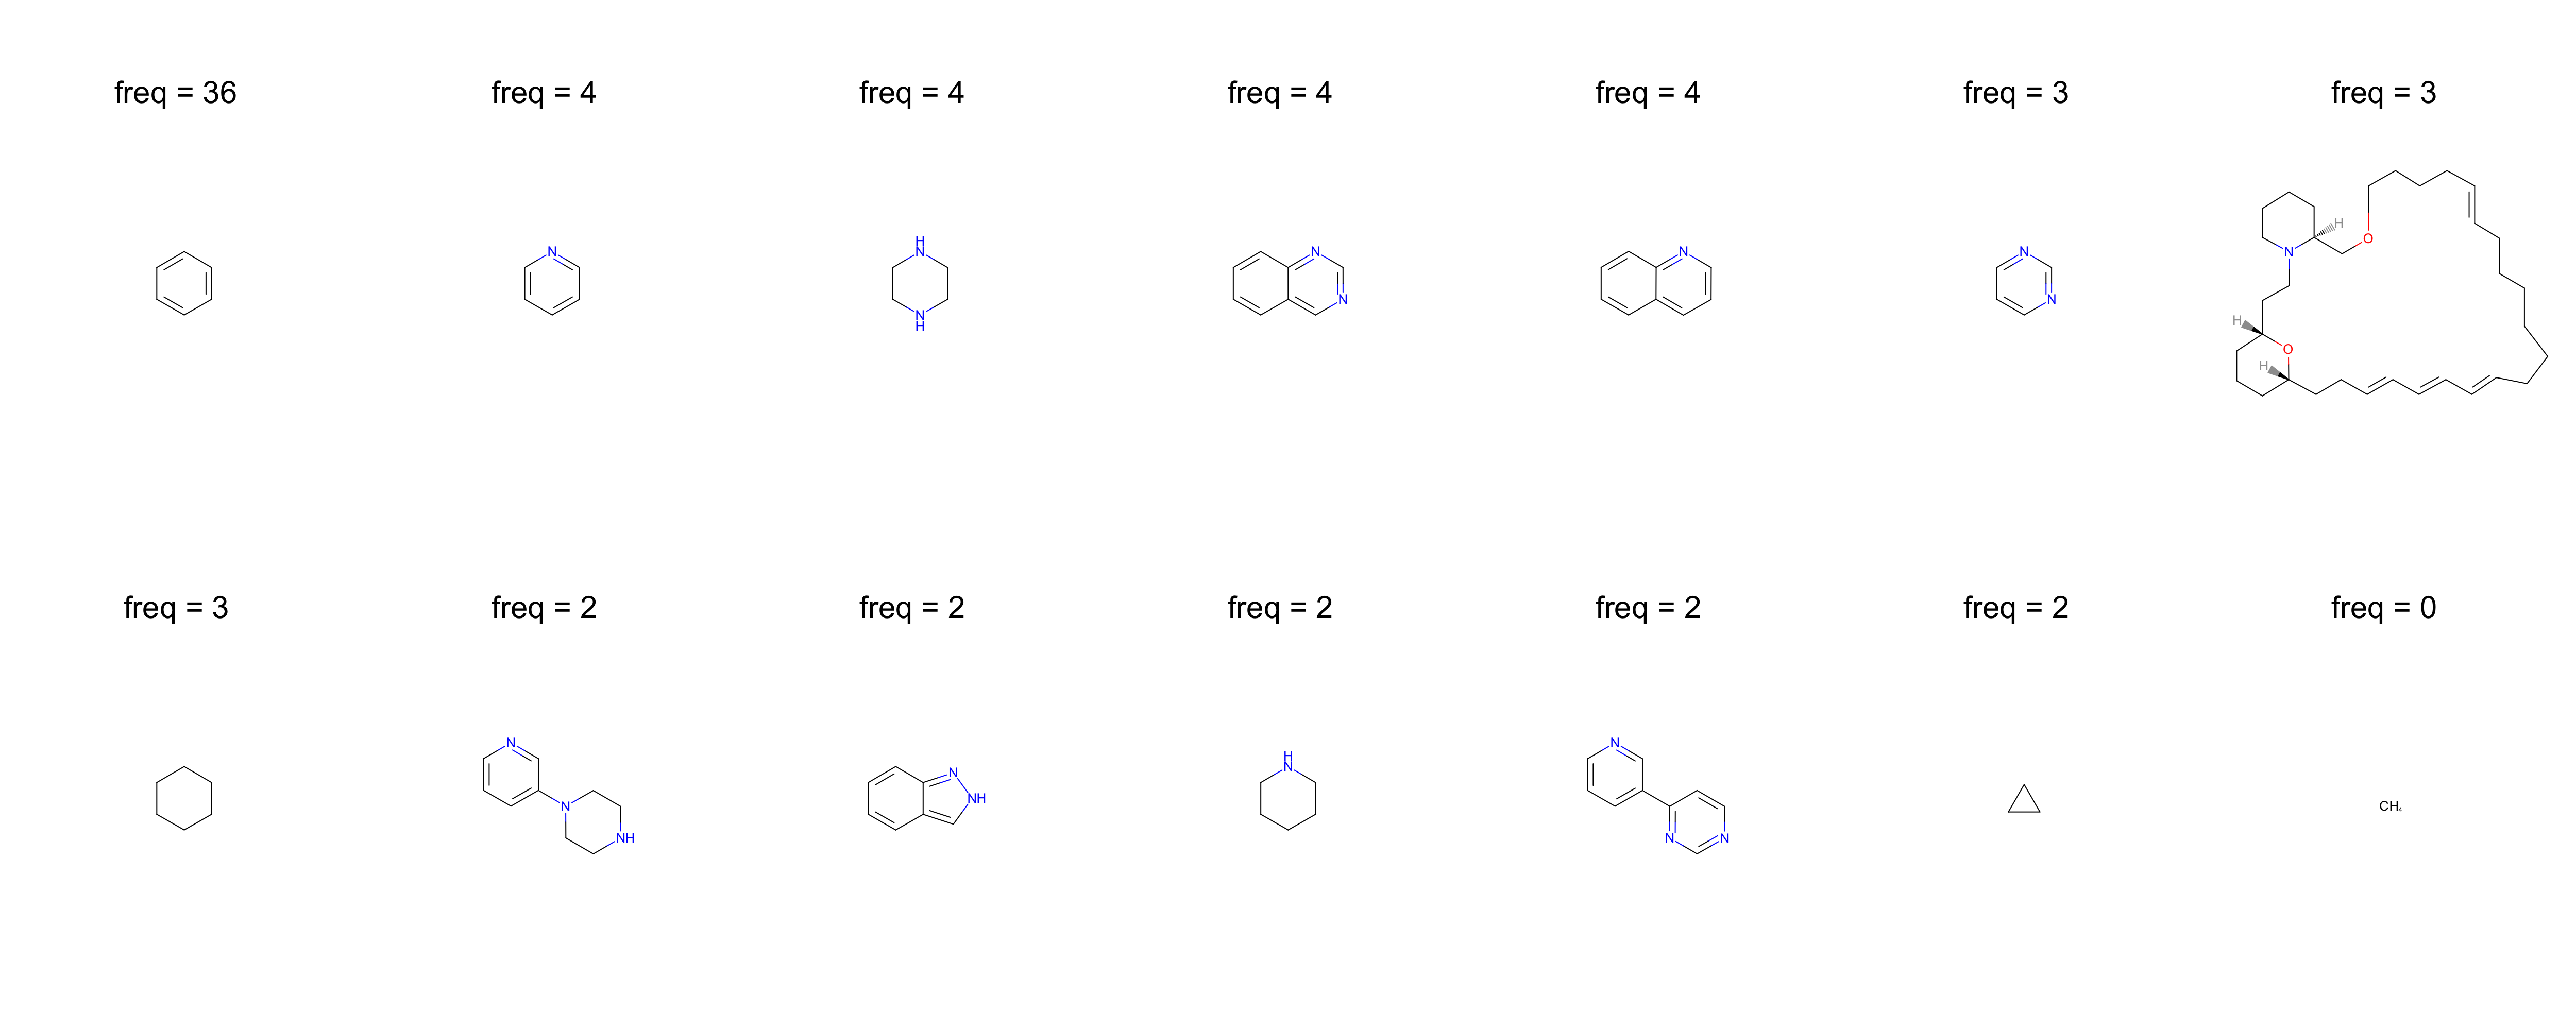 freq = 36 freq = 4 freq = 4 freq = 4 freq = 4 freq = 3 freq = 3
N
H
N
N
H
N
N
N
N
N
H
N
O
H
O
H
freq = 3 freq = 2 freq = 2 freq = 2 freq = 2 freq = 2 freq = 0
N
N
NH
N
NH
H
N
N
N
N
CH₄